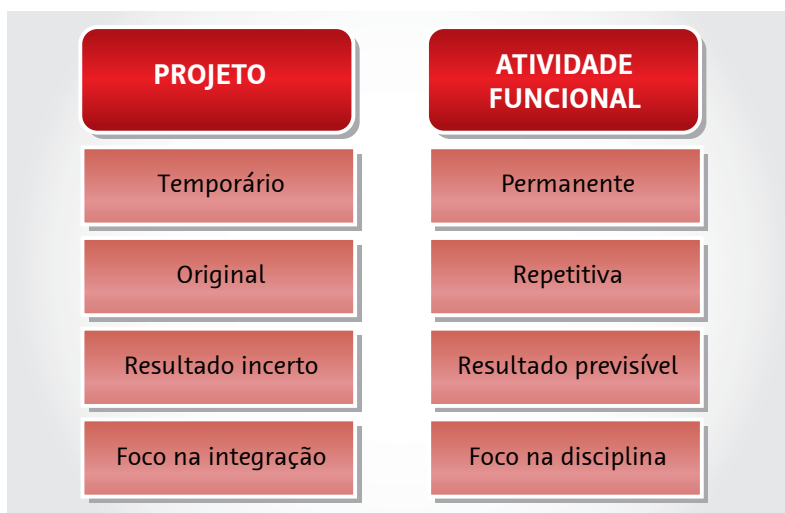 PROJETO
ATIVIDADE
FUNCIONAL
Temporário
Permanente
Original
Repetitiva
Resultado incerto
Resultado previsível
Foco na integração
Foco na disciplina